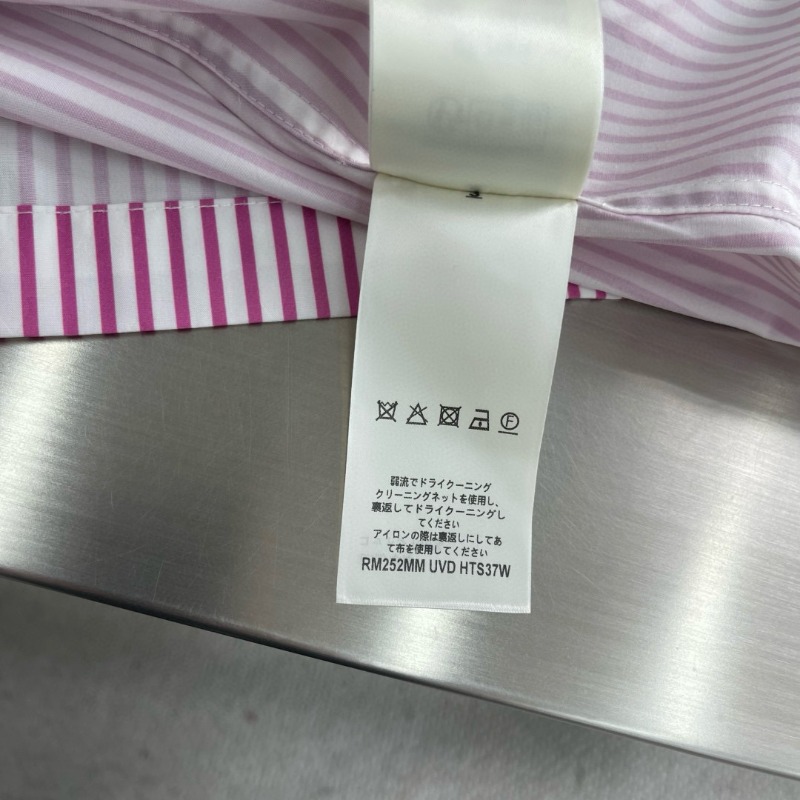 弱流でドライクーニング
クリーニングネットを使用し、
裏返してドライクーニングし
てください
アイロンの際は裏返しにしてあ
て布を使用してください
RM252MM UVD HTS37W